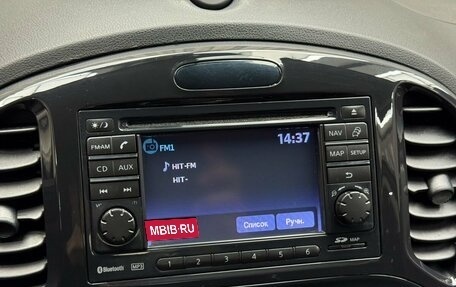 FM1
14:37
FM·AM
NAV
HIT-FM
CD AUX
MAP SETUP
HIT-
MBIB·RU
Список
Ручн.
MAP
Bluetooth MP3
1 2 3 4 5 6